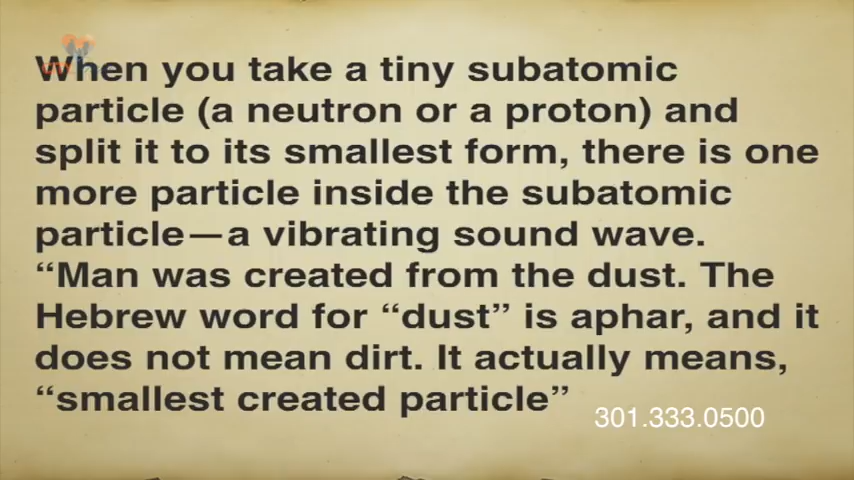 When you take a tiny subatomic
particle (a neutron or a proton) and
split it to its smallest form, there is one
more particle inside the subatomic
particle—a vibrating sound wave.
“Man was created from the dust. The
Hebrew word for “dust” is aphar, and it
does not mean dirt. It actually means,
“smallest created particle”
301.333.0500